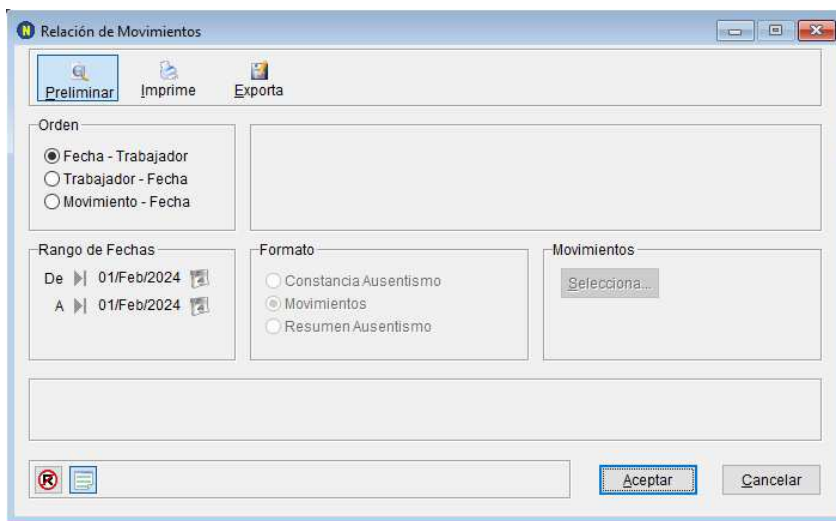 Relación de Movimientos
Preliminar Imprime Exporta
Orden
Fecha - Trabajador
Trabajador - Fecha
Movimiento - Fecha
Rango de Fechas
De 01/Feb/2024
A 01/Feb/2024
Formato
Constancia Ausentismo
Movimientos
Resumen Ausentismo
Movimientos
Selecciona...
Aceptar Cancelar